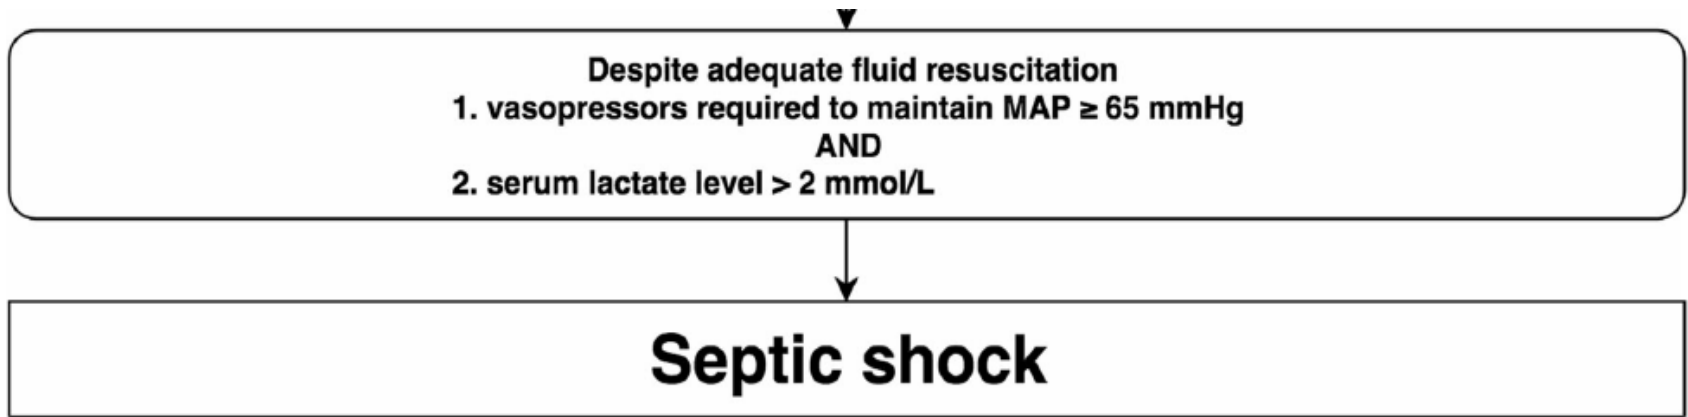 Despite adequate fluid resuscitation
1. vasopressors required to maintain MAP ≥ 65 mmHg
AND
2. serum lactate level > 2 mmol/L
Septic shock